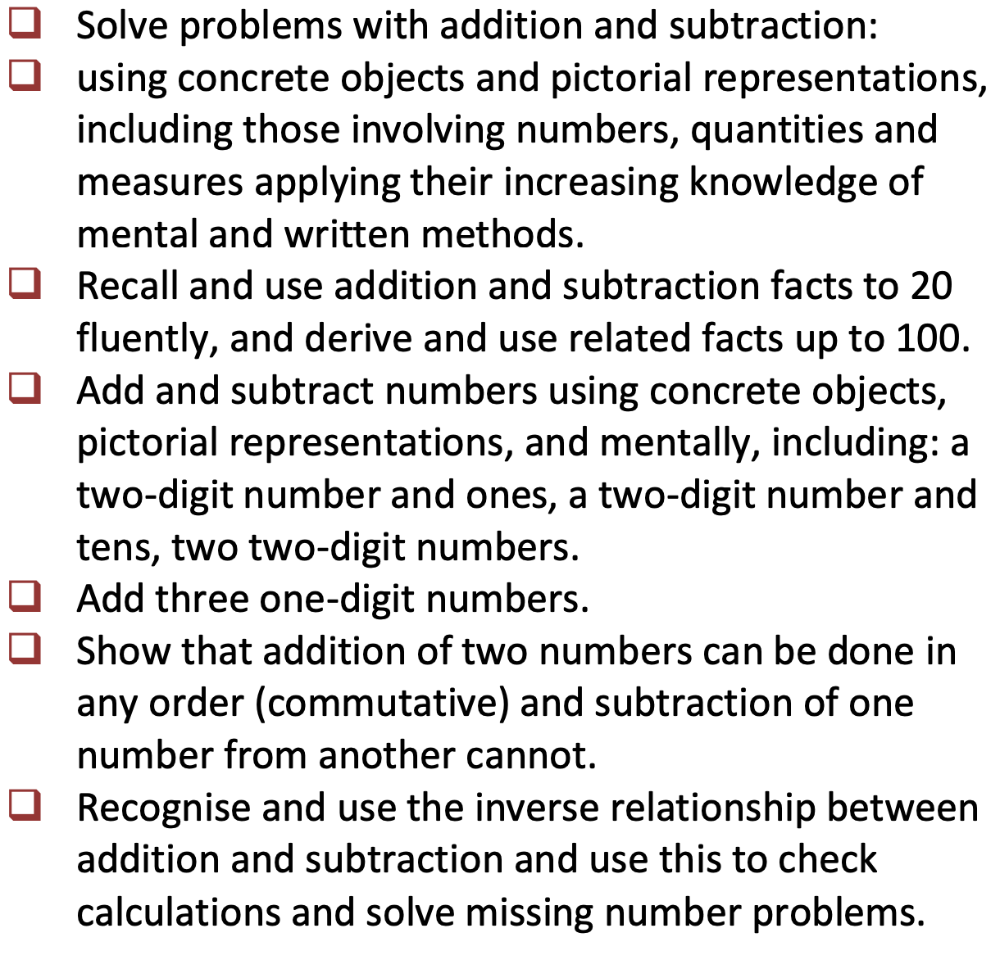 ❑ Solve problems with addition and subtraction:
❑ using concrete objects and pictorial representations,
including those involving numbers, quantities and
measures applying their increasing knowledge of
mental and written methods.
❑ Recall and use addition and subtraction facts to 20
fluently, and derive and use related facts up to 100.
❑ Add and subtract numbers using concrete objects,
pictorial representations, and mentally, including: a
two-digit number and ones, a two-digit number and
tens, two two-digit numbers.
❑ Add three one-digit numbers.
❑ Show that addition of two numbers can be done in
any order (commutative) and subtraction of one
number from another cannot.
❑ Recognise and use the inverse relationship between
addition and subtraction and use this to check
calculations and solve missing number problems.